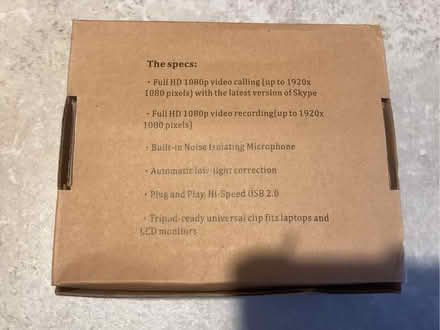 The specs:
· Full HD 1080p video calling (up to 1920x
1080 pixels) with the latest version of Skype
· Full HD 1080p video recording(up to 1920x
1080 pixels)
· Built-in Noise Isolating Microphone
· Automatic low-light correction
· Plug and Play, Hi-Speed USB 2.0
· Tripod-ready universal clip fits laptops and
LCD monitors